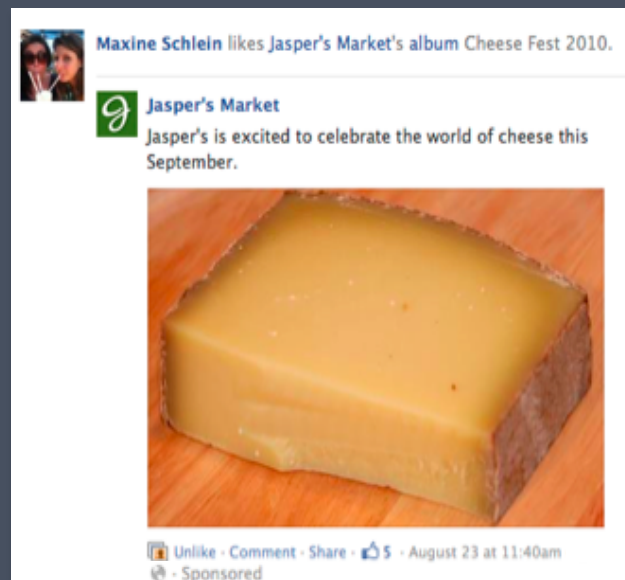 Maxine Schlein likes Jasper's Market's album Cheese Fest 2010.
Jasper's Market
Jasper's is excited to celebrate the world of cheese this
September.
Unlike · Comment · Share · 5 · August 23 at 11:40am
· Sponsored